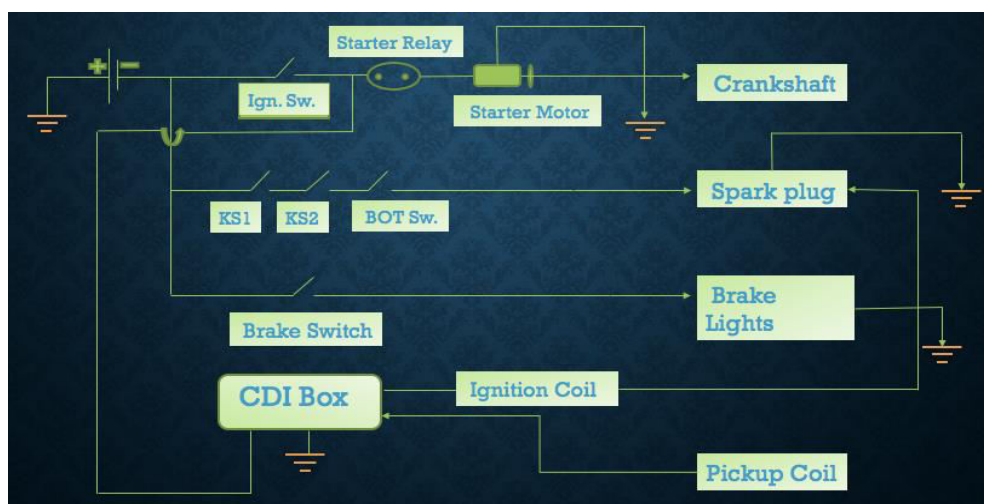 Starter Relay
+ -
Ign. Sw.
Starter Motor
Crankshaft
KS1
KS2
BOT Sw.
Spark plug
Brake Switch
Brake
Lights
CDI Box
Ignition Coil
Pickup Coil